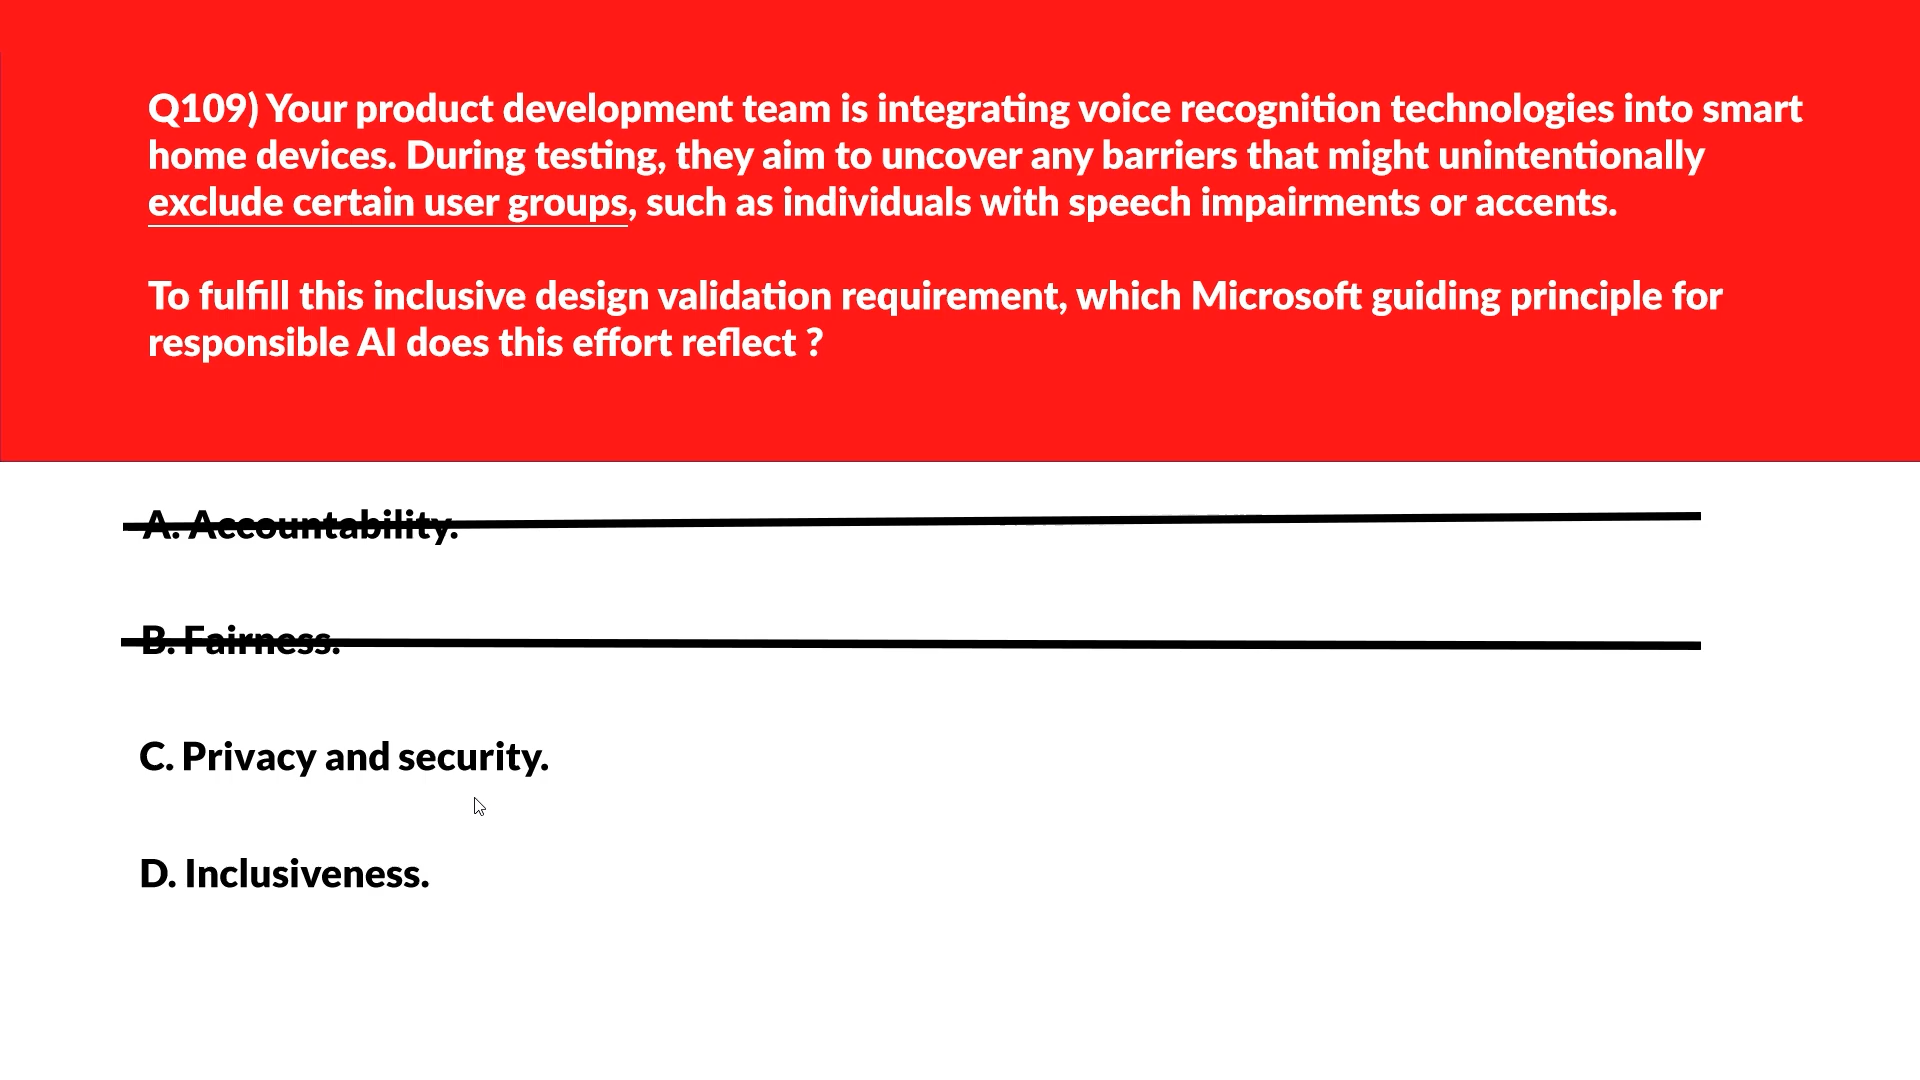 Q109) Your product development team is integrating voice recognition technologies into smart
home devices. During testing, they aim to uncover any barriers that might unintentionally
exclude certain user groups, such as individuals with speech impairments or accents.
To fulfill this inclusive design validation requirement, which Microsoft guiding principle for
responsible AI does this effort reflect ?
A. Accountability.
B. Fairness.
C. Privacy and security.
D. Inclusiveness.